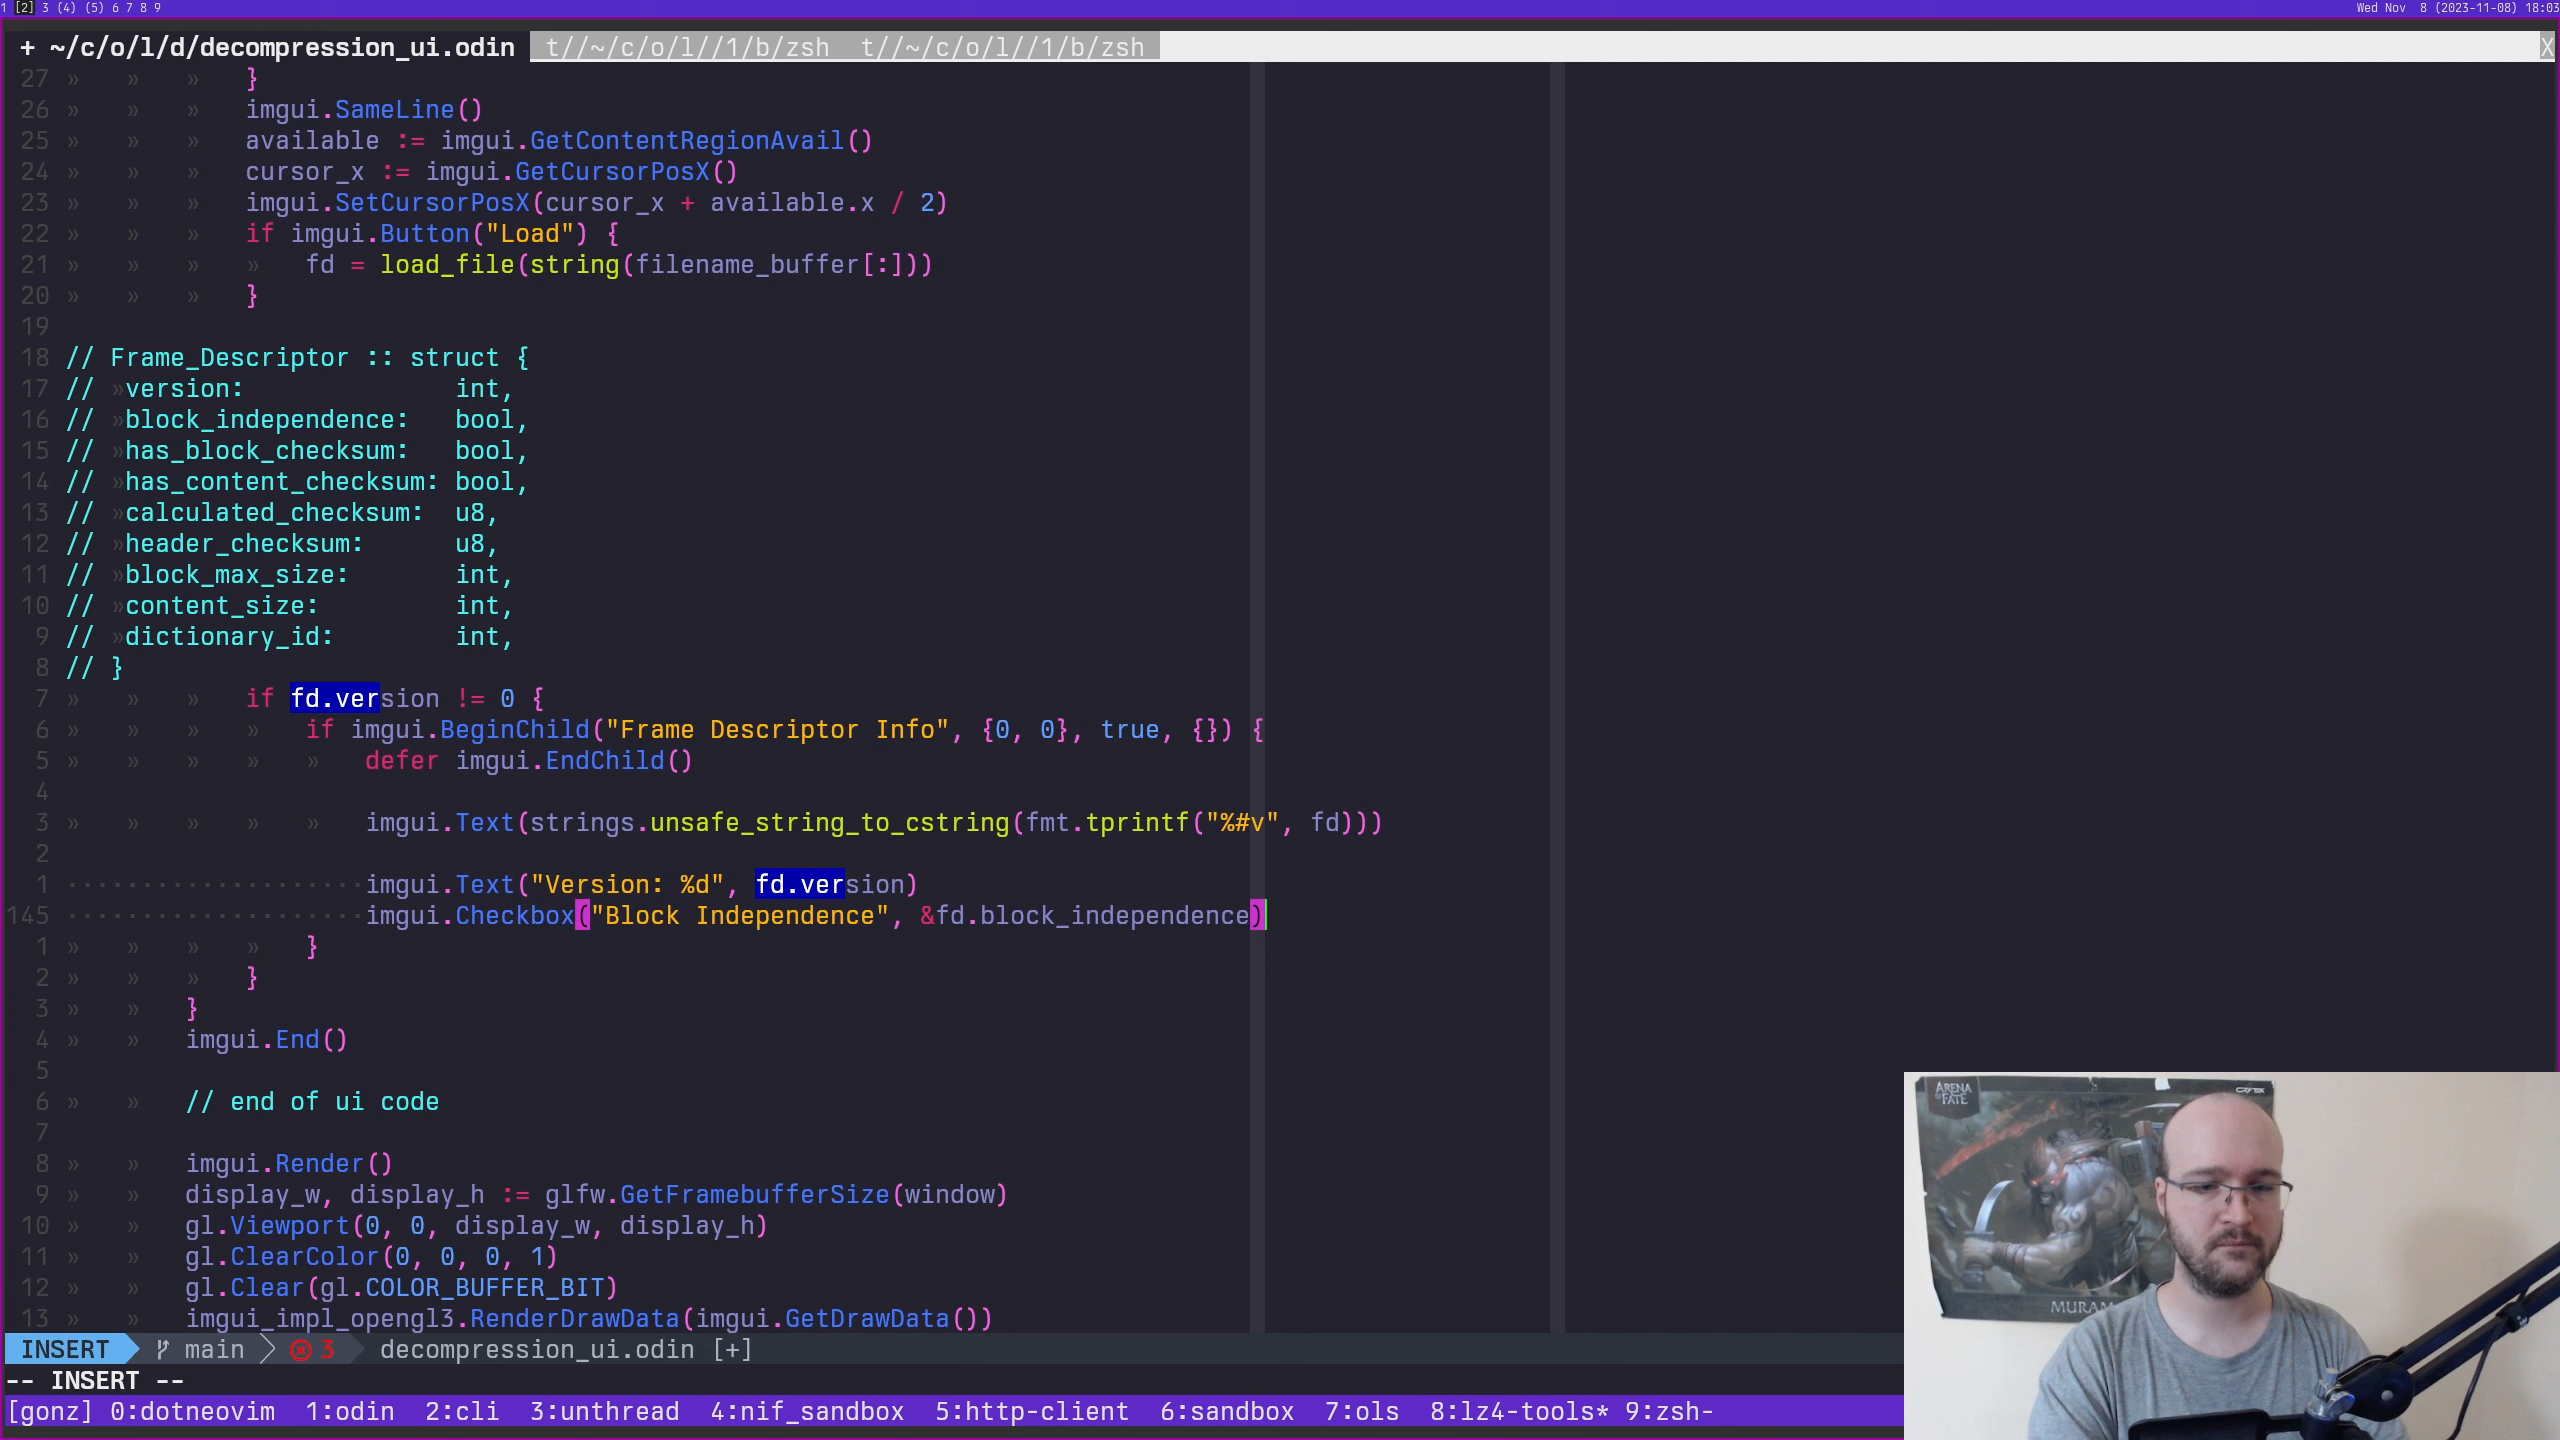 1 [2] 3 (4) (5) 6 7 8 9
Wed Nov  8 (2023-11-08) 18:03
+ ~/c/o/l/d/decompression_ui.odin  t//~/c/o/l//1/b/zsh  t//~/c/o/l//1/b/zsh  X
27 » » » }
26 » » » imgui.SameLine()
25 » » » available := imgui.GetContentRegionAvail()
24 » » » cursor_x := imgui.GetCursorPosX()
23 » » » imgui.SetCursorPosX(cursor_x + available.x / 2)
22 » » » if imgui.Button("Load") {
21 » » » » fd = load_file(string(filename_buffer[:]))
20 » » » }
19
18 // Frame_Descriptor :: struct {
17 // »version: int,
16 // »block_independence: bool,
15 // »has_block_checksum: bool,
14 // »has_content_checksum: bool,
13 // »calculated_checksum: u8,
12 // »header_checksum: u8,
11 // »block_max_size: int,
10 // »content_size: int,
9 // »dictionary_id: int,
8 // }
7 » » » if fd.version != 0 {
6 » » » » if imgui.BeginChild("Frame Descriptor Info", {0, 0}, true, {}) {
5 » » » » » defer imgui.EndChild()
4
3 » » » » » imgui.Text(strings.unsafe_string_to_cstring(fmt.tprintf("%#v", fd)))
2
1 ····················imgui.Text("Version: %d", fd.version)
145 ····················imgui.Checkbox("Block Independence", &fd.block_independence)
1 » » » » }
2 » » » }
3 » » }
4 » » imgui.End()
5
6 » » // end of ui code
7
8 » » imgui.Render()
9 » » display_w, display_h := glfw.GetFramebufferSize(window)
10 » » gl.Viewport(0, 0, display_w, display_h)
11 » » gl.ClearColor(0, 0, 0, 1)
12 » » gl.Clear(gl.COLOR_BUFFER_BIT)
13 » » imgui_impl_opengl3.RenderDrawData(imgui.GetDrawData())
INSERT main 3 decompression_ui.odin [+]
-- INSERT --
[gonz] 0:dotneovim  1:odin  2:cli  3:unthread  4:nif_sandbox  5:http-client  6:sandbox  7:ols  8:lz4-tools* 9:zsh-
ARENA
of FATE
MURAM